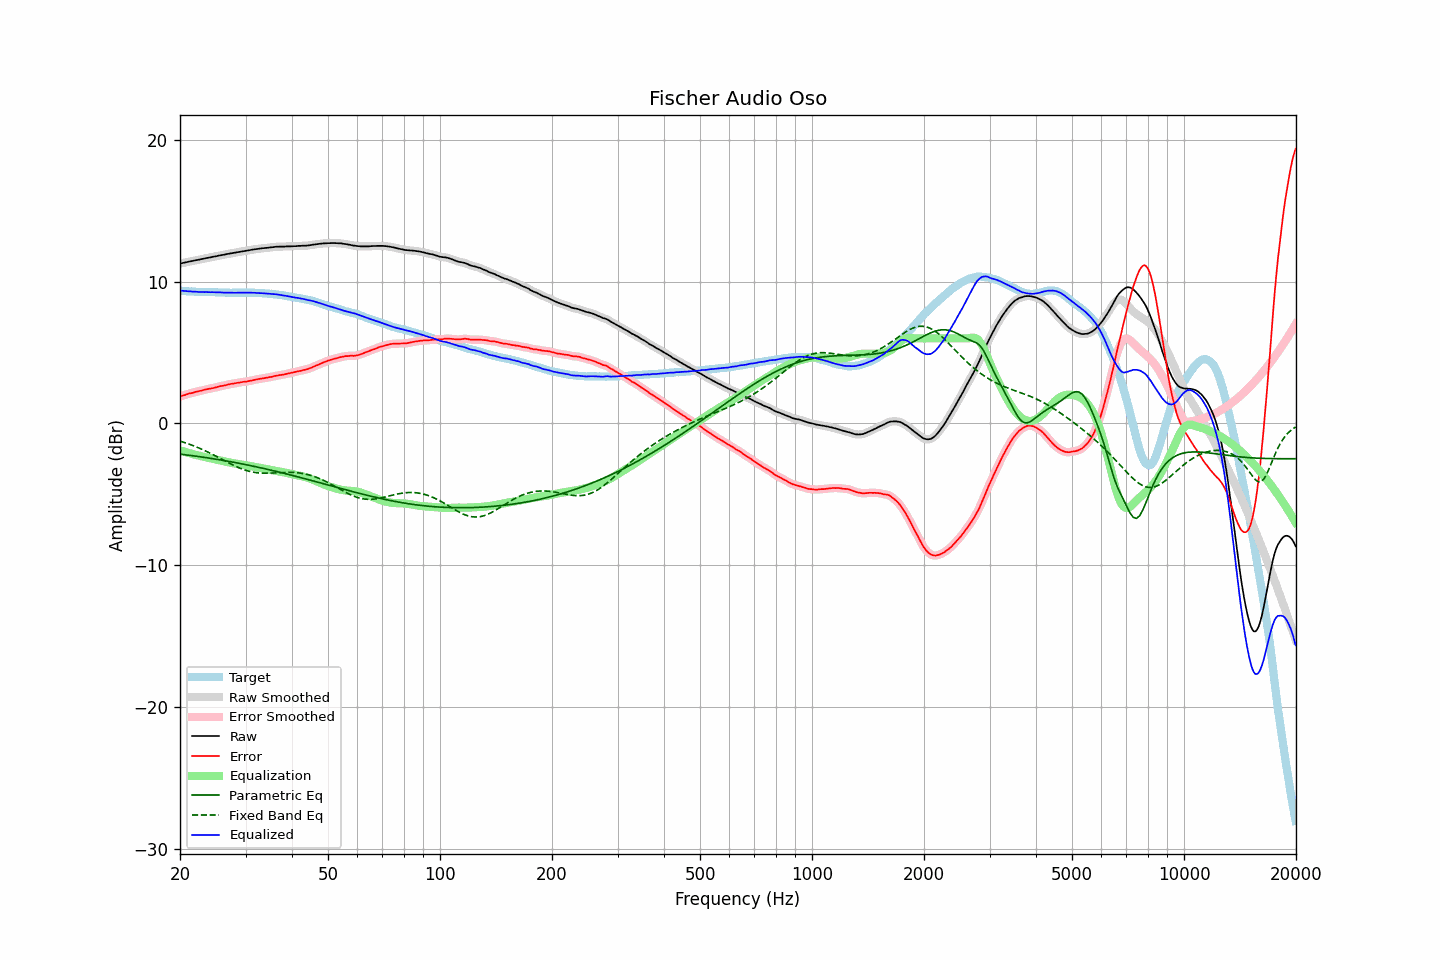 Fischer Audio Oso
20
10
0
−10
−20
−30
Amplitude (dBr)
Target
Raw Smoothed
Error Smoothed
Raw
Error
Equalization
Parametric Eq
Fixed Band Eq
Equalized
20 50 100 200 500 1000 2000 5000 10000 20000
Frequency (Hz)